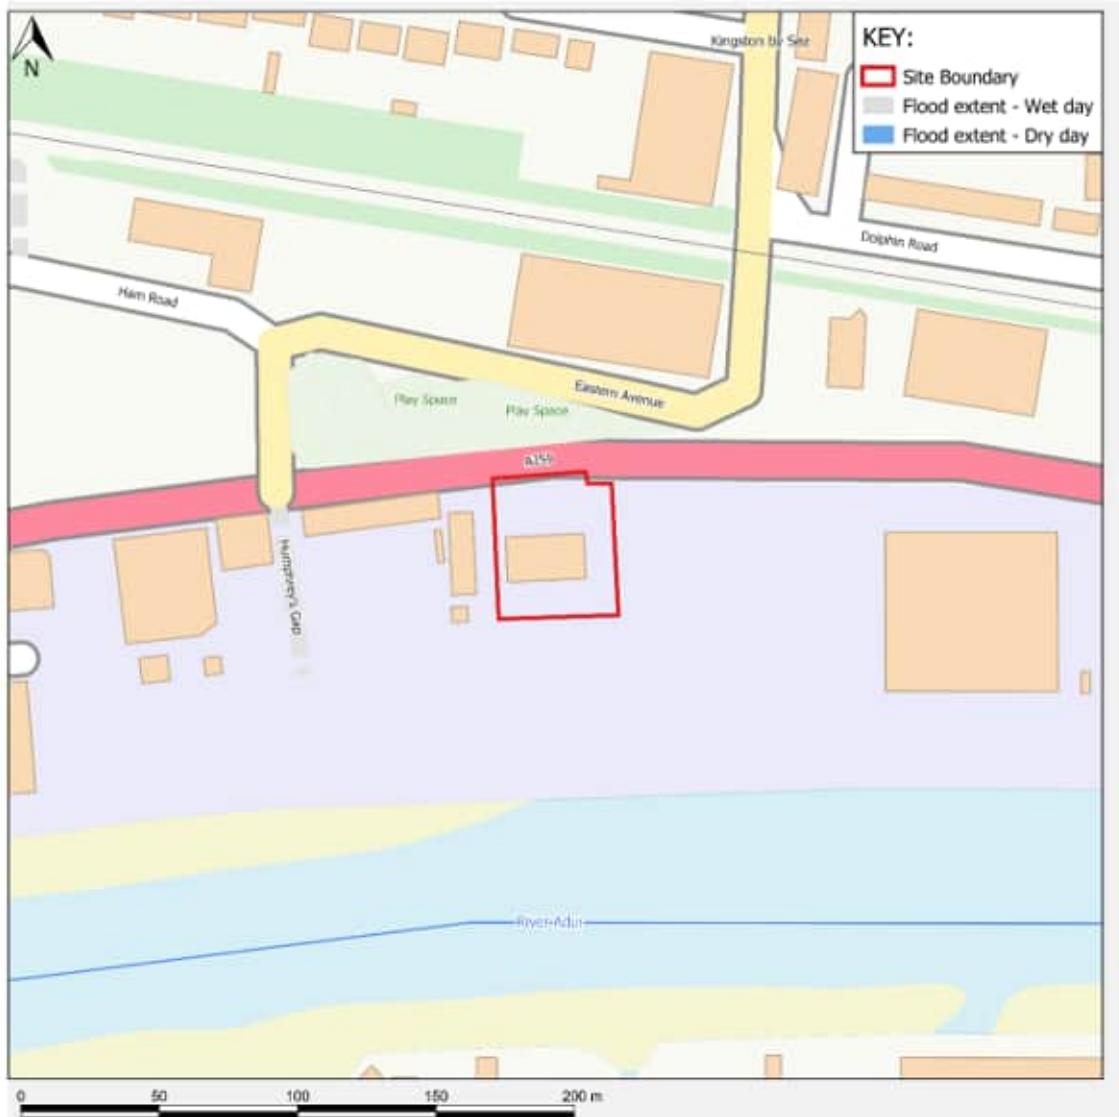 N
KEY:
Site Boundary
Flood extent - Wet day
Flood extent - Dry day
Kingston by Sea
Dolphin Road
Ham Road
Play Space
Play Space
Eastern Avenue
A259
Humphrey's Gap
River Adur
0 50 100 150 200 m